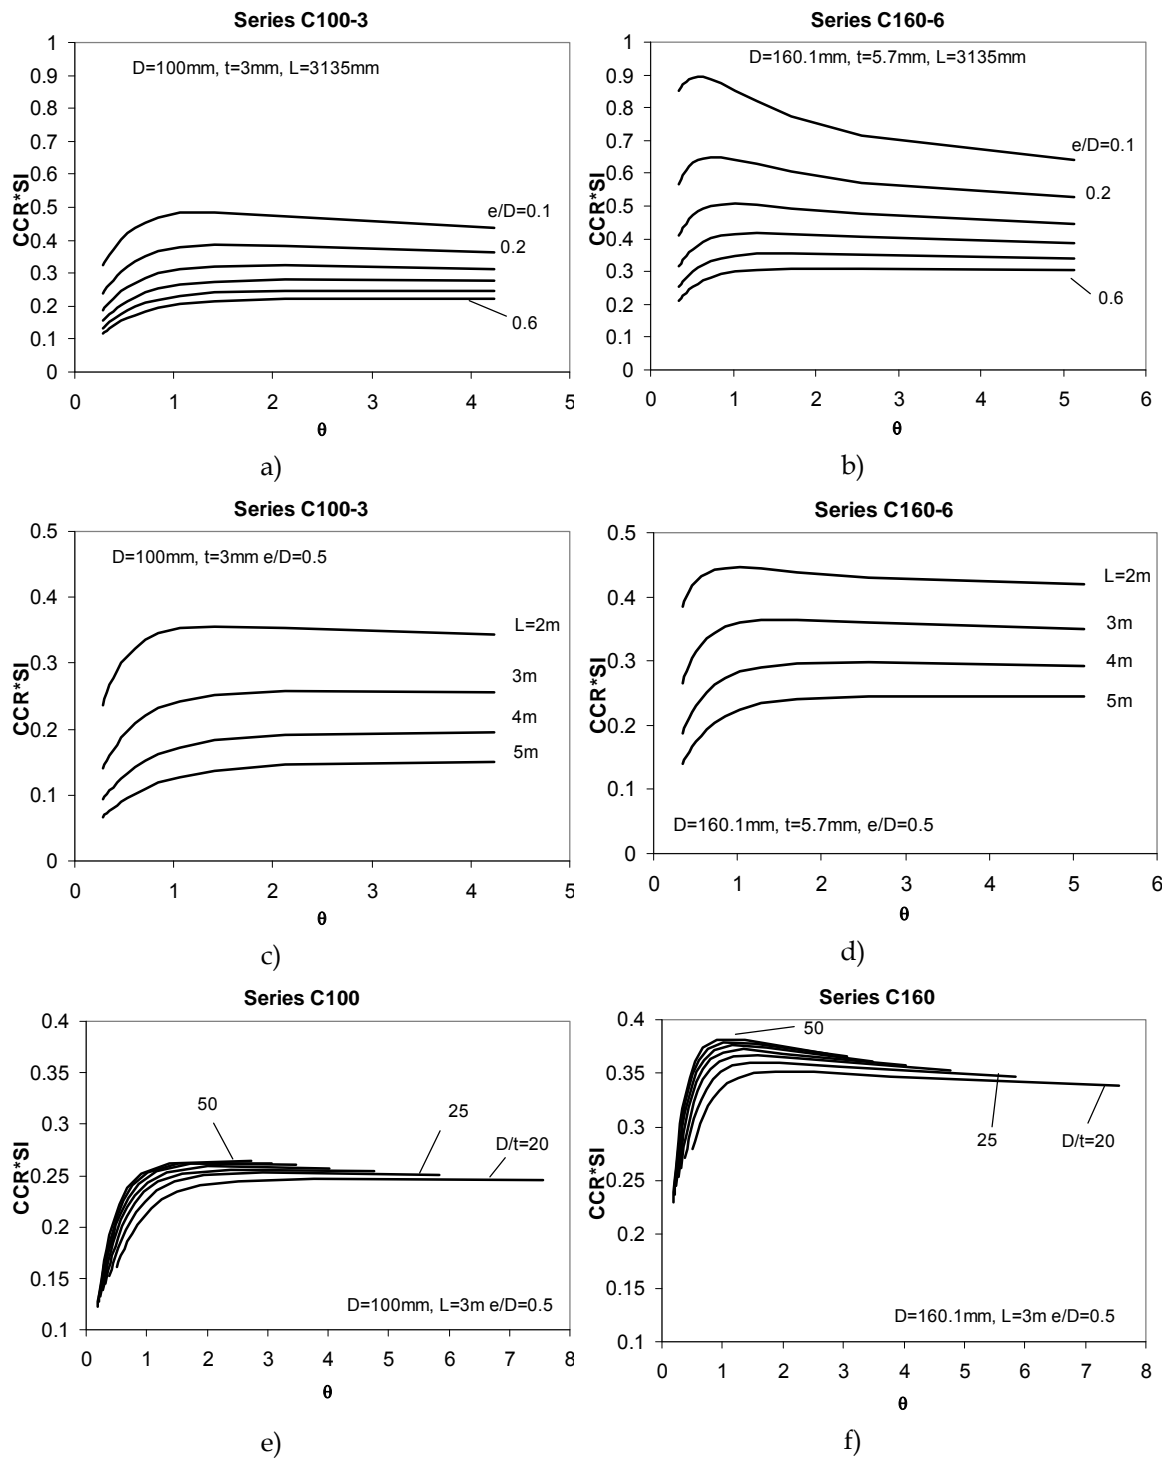 Series C100-3
D=100mm, t=3mm, L=3135mm
1
0.9
0.8
0.7
0.6
0.5
0.4
0.3
0.2
0.1
0
CCR*SI
e/D=0.1
0.2
0.6
0 1 2 3 4 5
θ
a)
Series C160-6
D=160.1mm, t=5.7mm, L=3135mm
1
0.9
0.8
0.7
0.6
0.5
0.4
0.3
0.2
0.1
0
CCR*SI
e/D=0.1
0.2
0.6
0 1 2 3 4 5 6
θ
b)
Series C100-3
D=100mm, t=3mm e/D=0.5
0.5
0.4
0.3
0.2
0.1
0
CCR*SI
L=2m
3m
4m
5m
0 1 2 3 4 5
θ
c)
Series C160-6
0.5
0.4
0.3
0.2
0.1
0
CCR*SI
L=2m
3m
4m
5m
D=160.1mm, t=5.7mm, e/D=0.5
0 1 2 3 4 5 6
θ
d)
Series C100
0.4
0.35
0.3
0.25
0.2
0.15
0.1
CCR*SI
50
25
D/t=20
D=100mm, L=3m e/D=0.5
0 1 2 3 4 5 6 7 8
θ
e)
Series C160
0.4
0.35
0.3
0.25
0.2
0.15
0.1
CCR*SI
50
25
D/t=20
D=160.1mm, L=3m e/D=0.5
0 1 2 3 4 5 6 7 8
θ
f)